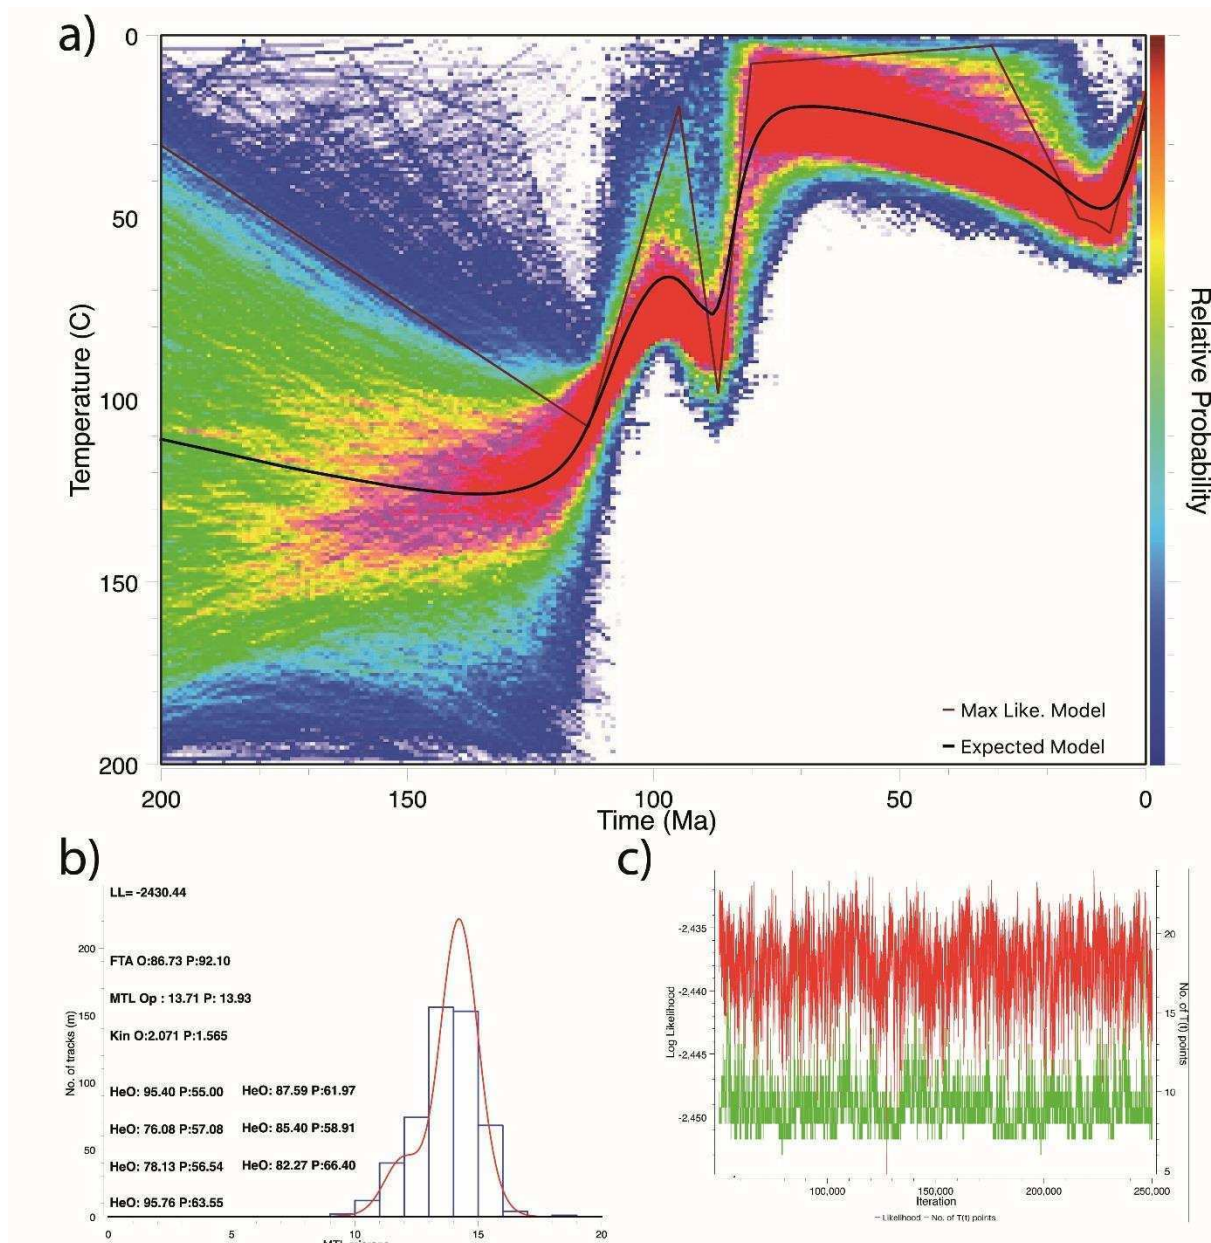 a)
0
50
100
150
200
Temperature (C)
200
150
100
50
0
Time (Ma)
Max Like. Model
Expected Model
Relative Probability
b)
LL= -2430.44
FTA O:86.73 P:92.10
MTL Op : 13.71 P: 13.93
Kin O:2.071 P:1.565
HeO: 95.40 P:55.00 HeO: 87.59 P:61.97
HeO: 76.08 P:57.08 HeO: 85.40 P:58.91
HeO: 78.13 P:56.54 HeO: 82.27 P:66.40
HeO: 95.76 P:63.55
No. of tracks (m)
200
150
100
50
0
0
5
10
15
20
c)
Log Likelihood
-2,435
-2,440
-2,445
-2,450
20
15
10
5
No. of T(t) points
100,000
150,000
200,000
250,000
Iteration
Likelihood – No. of T(t) points